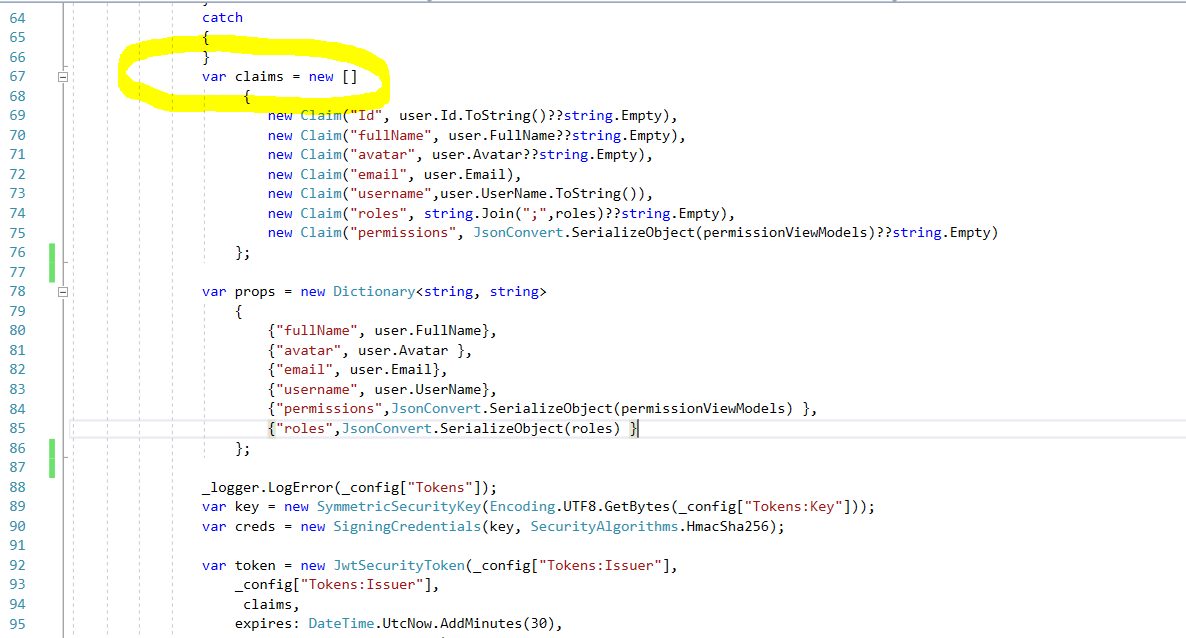 64 catch
65 {
66 }
67 var claims = new []
68 {
69 new Claim("Id", user.Id.ToString()??string.Empty),
70 new Claim("fullName", user.FullName??string.Empty),
71 new Claim("avatar", user.Avatar??string.Empty),
72 new Claim("email", user.Email),
73 new Claim("username",user.UserName.ToString()),
74 new Claim("roles", string.Join(";",roles)??string.Empty),
75 new Claim("permissions", JsonConvert.SerializeObject(permissionViewModels)??string.Empty)
76 };
77
78 var props = new Dictionary<string, string>
79 {
80 {"fullName", user.FullName},
81 {"avatar", user.Avatar },
82 {"email", user.Email},
83 {"username", user.UserName},
84 {"permissions",JsonConvert.SerializeObject(permissionViewModels) },
85 {"roles",JsonConvert.SerializeObject(roles) }
86 };
87
88 _logger.LogError(_config["Tokens"]);
89 var key = new SymmetricSecurityKey(Encoding.UTF8.GetBytes(_config["Tokens:Key"]));
90 var creds = new SigningCredentials(key, SecurityAlgorithms.HmacSha256);
91
92 var token = new JwtSecurityToken(_config["Tokens:Issuer"],
93 _config["Tokens:Issuer"],
94 claims,
95 expires: DateTime.UtcNow.AddMinutes(30),